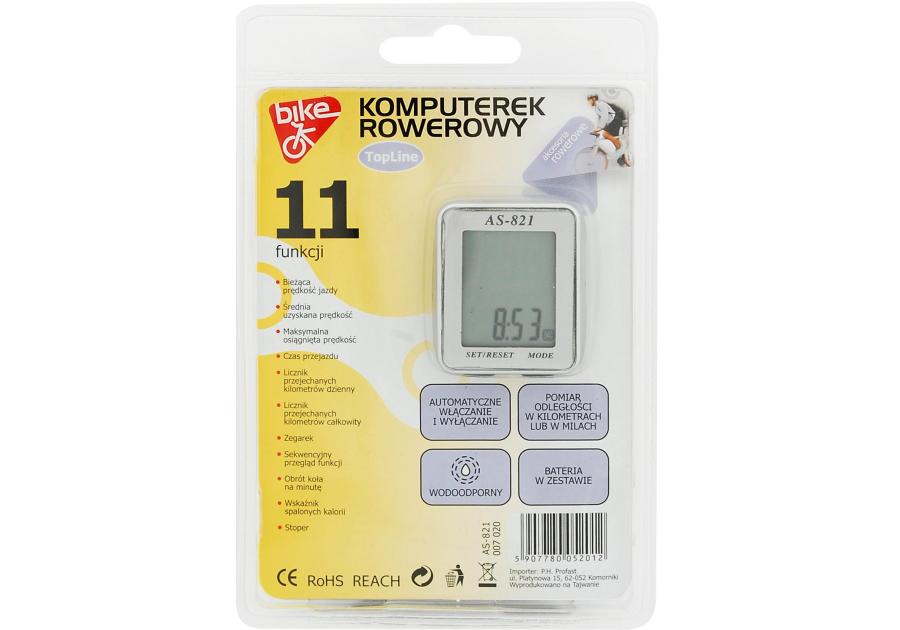 bike
KOMPUTEREK
ROWEROWY
TopLine
akcesoria
rowerowe
11
funkcji
Bieżąca
prędkość jazdy
Średnia
uzyskana prędkość
Maksymalna
osiągnięta prędkość
Czas przejazdu
Licznik
przejechanych
kilometrów dzienny
Licznik
przejechanych
kilometrów całkowity
Zegarek
Sekwencyjny
przegląd funkcji
Obrót koła
na minutę
Wskaźnik
spalonych kalorii
Stoper
AS-821
8:53
SET/RESET MODE
AUTOMATYCZNE
WŁĄCZANIE
I WYŁĄCZANIE
POMIAR
ODLEGŁOŚCI
W KILOMETRACH
LUB W MILACH
WODOODPORNY
BATERIA
W ZESTAWIE
AS-821
007 020
5 907780 052012
CE RoHS REACH
Importer: P.H. Profast
ul. Platynowa 15, 62-052 Komorniki
Wyprodukowano na Tajwanie